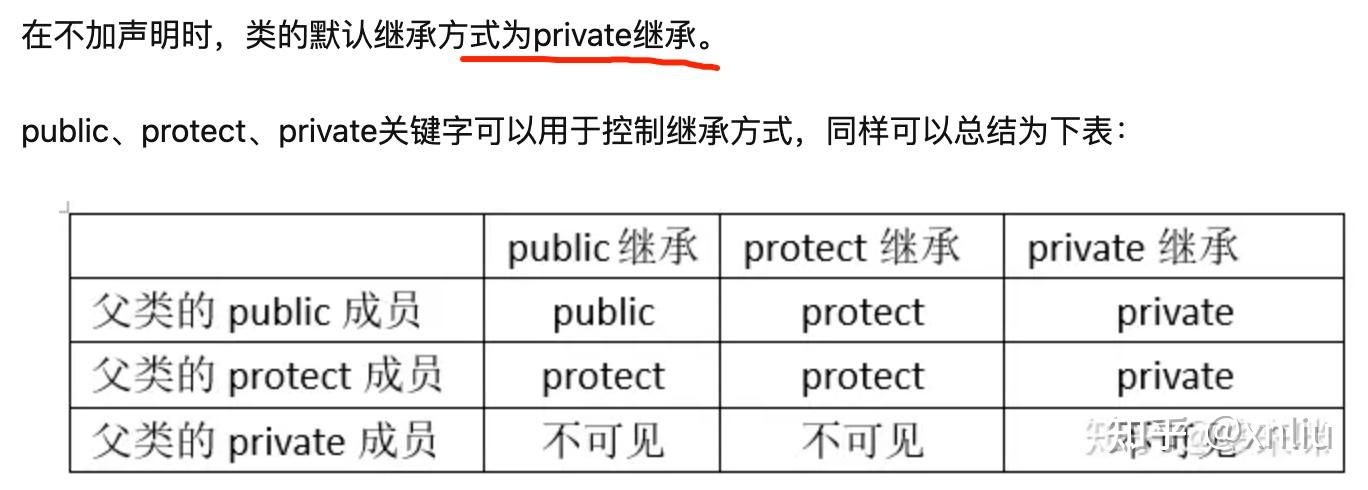 在不加声明时，类的默认继承方式为private继承。
public、protect、private关键字可以用于控制继承方式，同样可以总结为下表：
public 继承 protect 继承 private 继承
父类的 public 成员 public protect private
父类的 protect 成员 protect protect private
父类的 private 成员 不可见 不可见 不可见
知乎 @xnliu